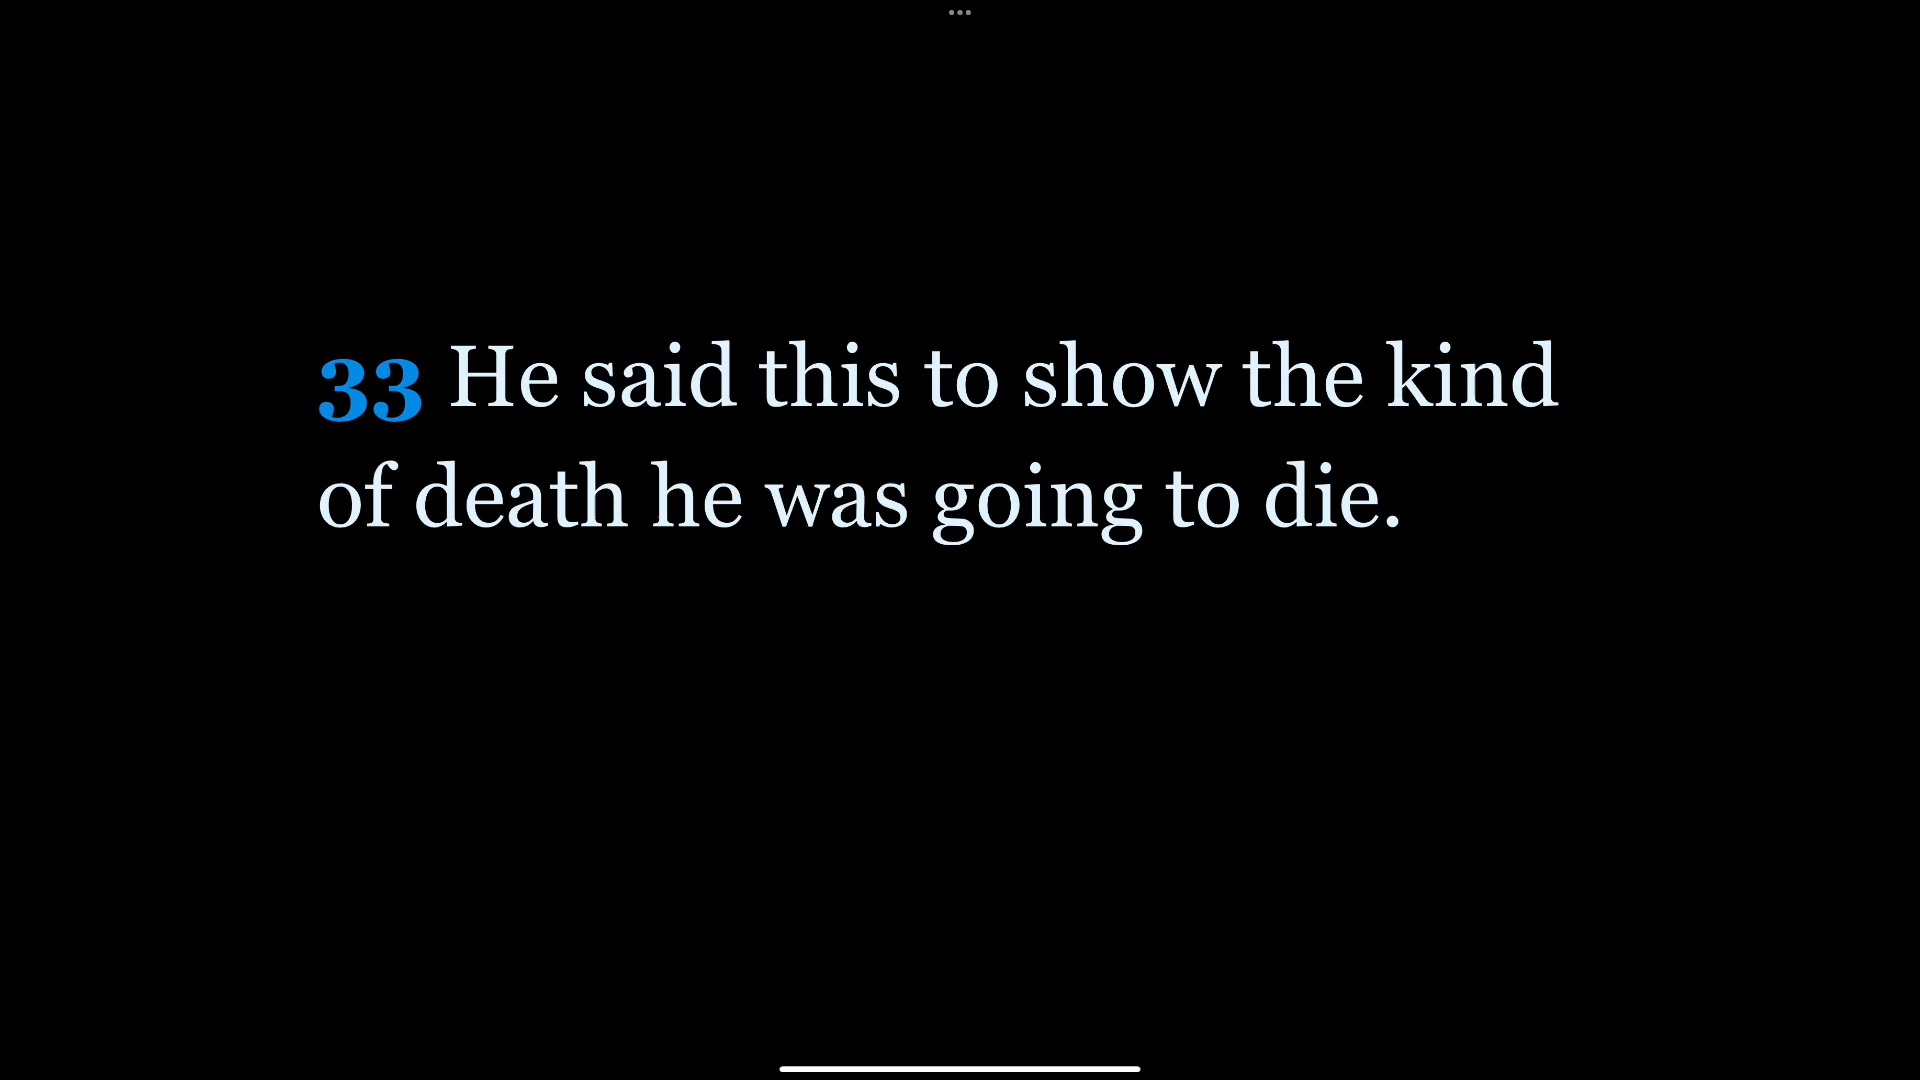 33 He said this to show the kind
of death he was going to die.